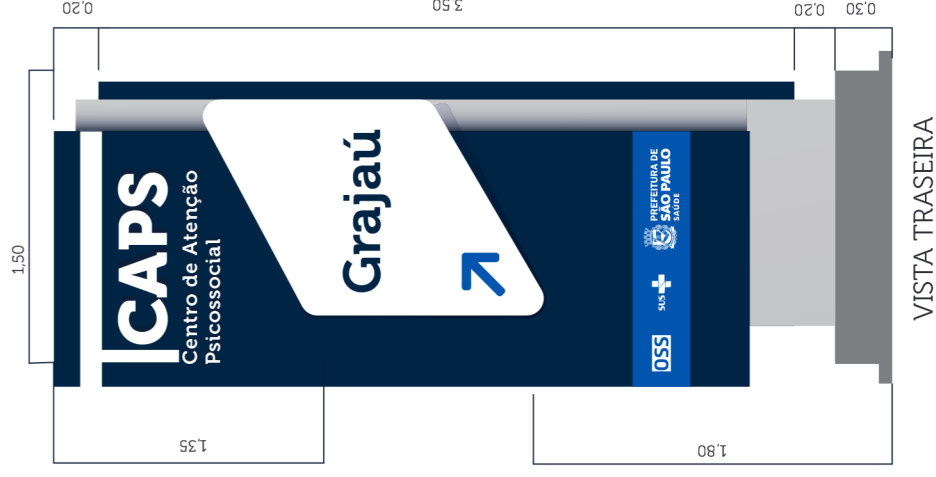 0,20
3,50
0,20
0,30
1,50
CAPS
Centro de Atenção
Psicossocial
Grajaú
OSS
SUS
PREFEITURA DE
SÃO PAULO
SAÚDE
1,35
1,80
VISTA TRASEIRA